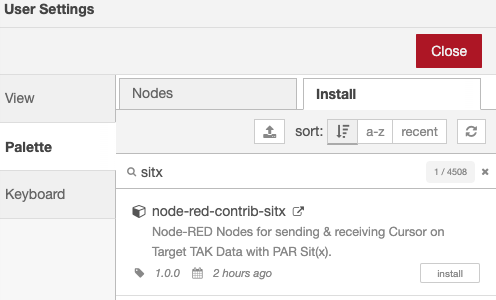 User Settings
Close
View
Palette
Keyboard
Nodes
Install
sort: a-z recent
sitx 1 / 4508
node-red-contrib-sitx
Node-RED Nodes for sending & receiving Cursor on
Target TAK Data with PAR Sit(x).
1.0.0 2 hours ago install